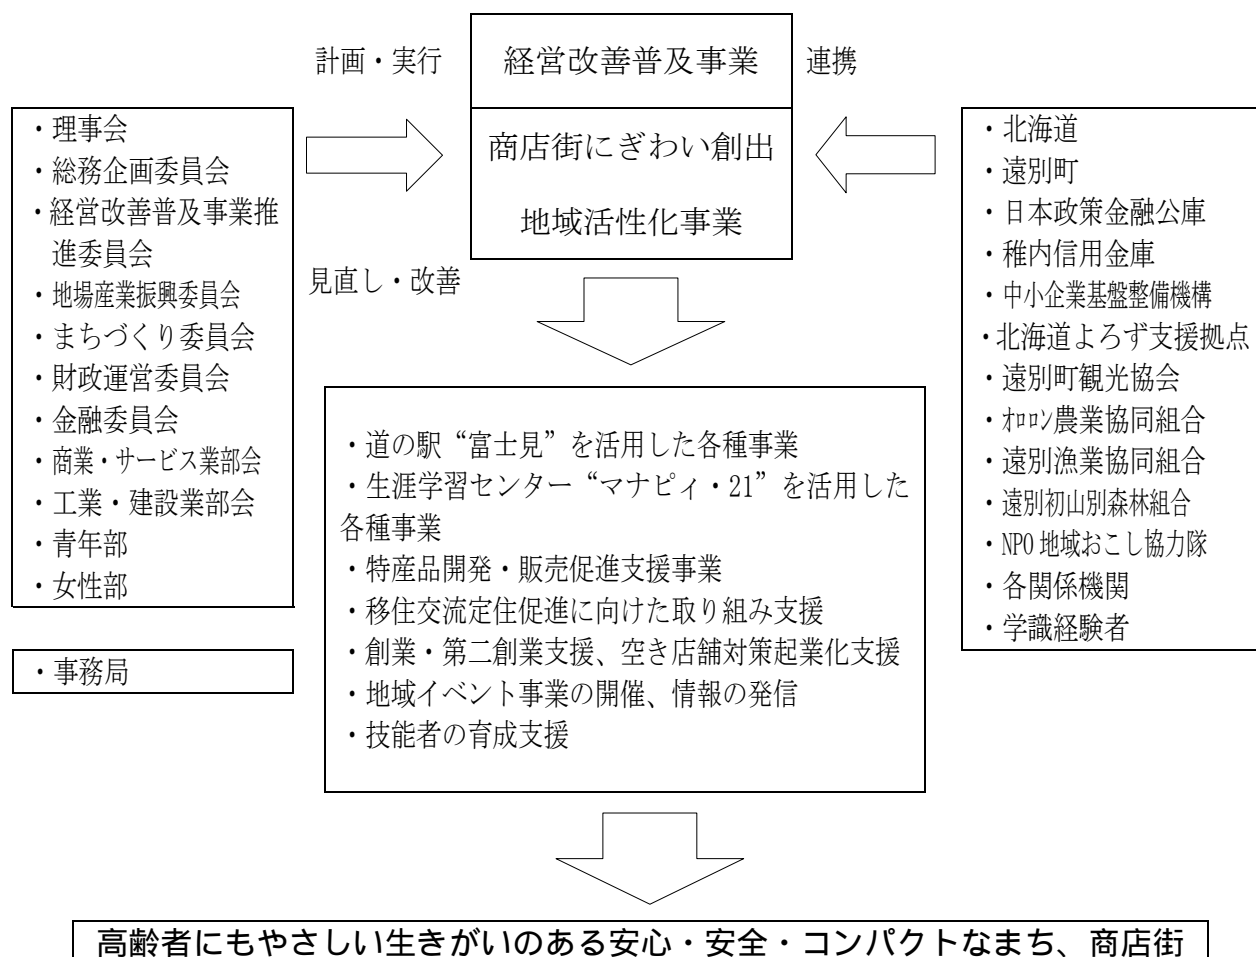 計画・実行
経営改善普及事業
連携
商店街にぎわい創出
地域活性化事業
見直し・改善
・理事会
・総務企画委員会
・経営改善普及事業推
進委員会
・地場産業振興委員会
・まちづくり委員会
・財政運営委員会
・金融委員会
・商業・サービス業部会
・工業・建設業部会
・青年部
・女性部
・事務局
・北海道
・遠別町
・日本政策金融公庫
・稚内信用金庫
・中小企業基盤整備機構
・北海道よろず支援拠点
・遠別町観光協会
・ｵﾛﾛﾝ農業協同組合
・遠別漁業協同組合
・遠別初山別森林組合
・NPO地域おこし協力隊
・各関係機関
・学識経験者
・道の駅“富士見”を活用した各種事業
・生涯学習センター“マナピィ・21”を活用した
各種事業
・特産品開発・販売促進支援事業
・移住交流定住促進に向けた取り組み支援
・創業・第二創業支援、空き店舗対策起業化支援
・地域イベント事業の開催、情報の発信
・技能者の育成支援
高齢者にもやさしい生きがいのある安心・安全・コンパクトなまち、商店街